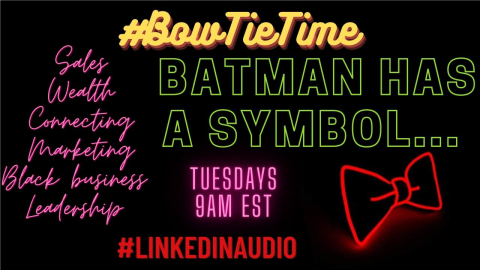 #BowTieTime
BATMAN HAS
A SYMBOL...
Sales
Wealth
Connecting
Marketing
Black business
Leadership
TUESDAYS
9AM EST
#LINKEDINAUDIO